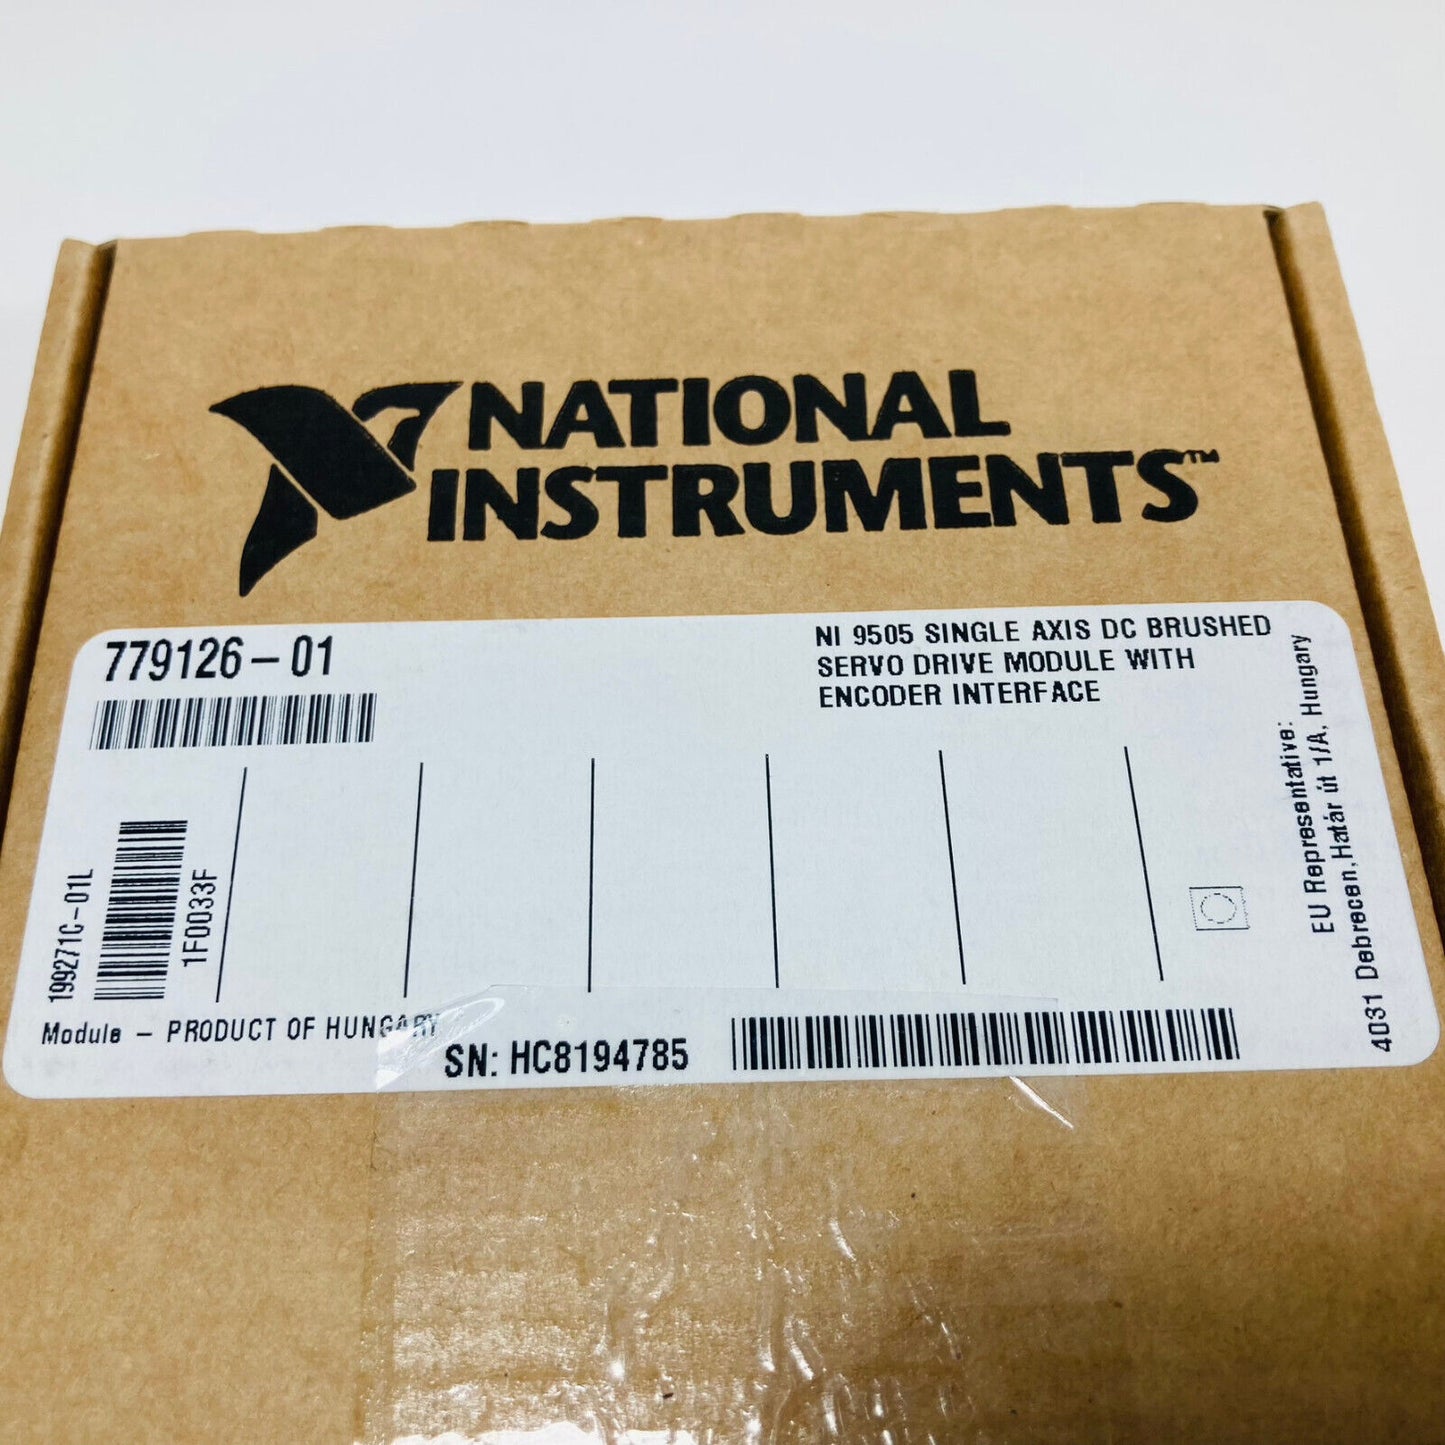 NATIONAL
INSTRUMENTS™
779126-01
NI 9505 SINGLE AXIS DC BRUSHED
SERVO DRIVE MODULE WITH
ENCODER INTERFACE
199271C-01L
1F0033F
EU Representative:
4031 Debrecen, Határ út 1/A, Hungary
Module - PRODUCT OF HUNGARY
SN: HC8194785